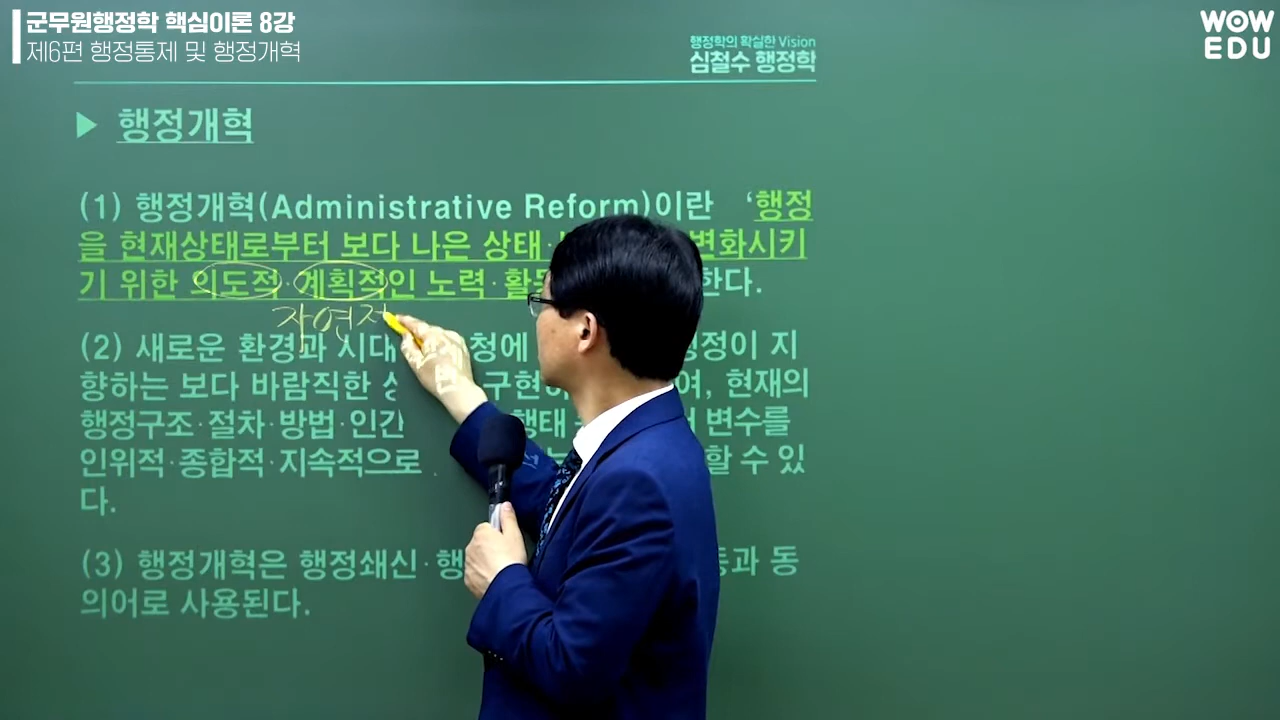 군무원행정학 핵심이론 8강
제6편 행정통제 및 행정개혁
행정학의 확실한 Vision
심철수 행정학
WOW
EDU
▶ 행정개혁
(1) 행정개혁(Administrative Reform)이란 ‘행정
을 현재상태로부터 보다 나은 상태· 변화시키
기 위한 의도적·계획적인 노력·활동 한다.
자연적
(2) 새로운 환경과 시대 청에 행정이 지
향하는 보다 바람직한 여, 현재의
행정구조·절차·방법·인간 행태 변수를
인위적·종합적·지속적으로 할 수 있
다.
(3) 행정개혁은 행정쇄신· 등과 동
의어로 사용된다.